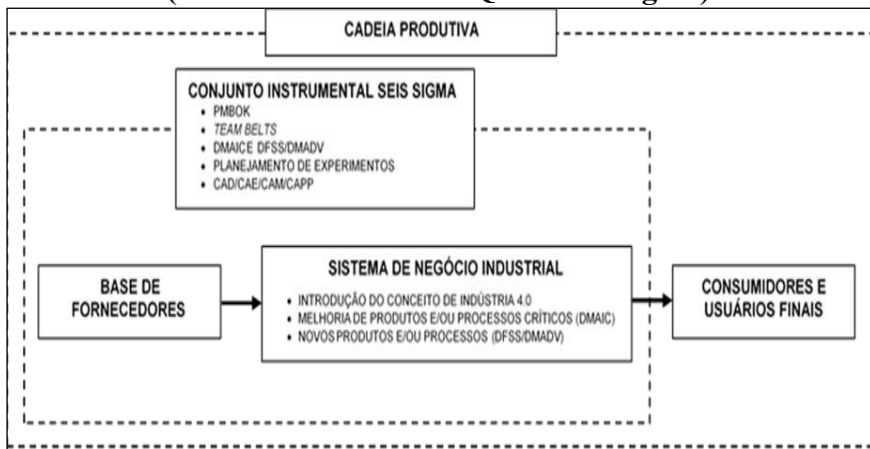 CADEIA PRODUTIVA
CONJUNTO INSTRUMENTAL SEIS SIGMA
• PMBOK
• TEAM BELTS
• DMAICE DFSS/DMADV
• PLANEJAMENTO DE EXPERIMENTOS
• CAD/CAE/CAM/CAPP
BASE DE
FORNECEDORES
SISTEMA DE NEGÓCIO INDUSTRIAL
• INTRODUÇÃO DO CONCEITO DE INDÚSTRIA 4.0
• MELHORIA DE PRODUTOS E/OU PROCESSOS CRÍTICOS (DMAIC)
• NOVOS PRODUTOS E/OU PROCESSOS (DFSS/DMADV)
CONSUMIDORES E
USUÁRIOS FINAIS